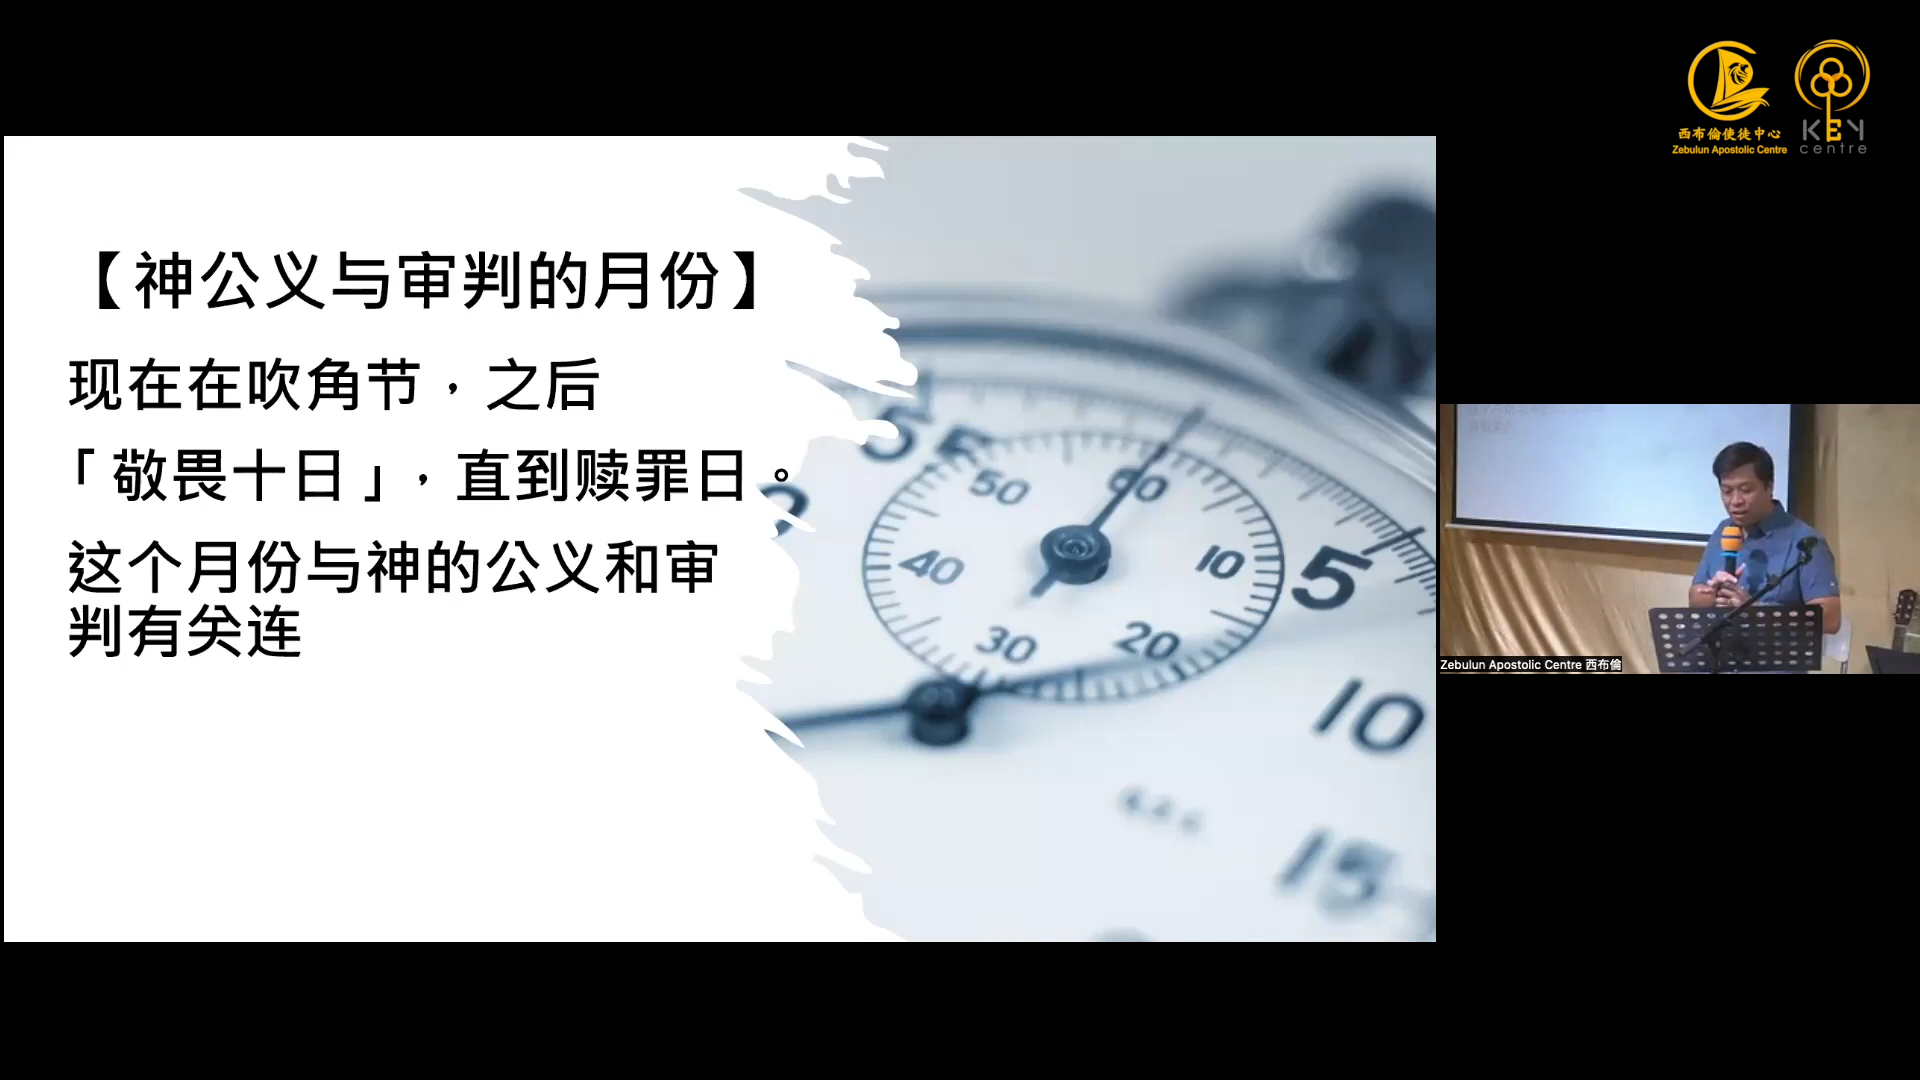 【神公义与审判的月份】
现在在吹角节，之后
「敬畏十日」，直到赎罪日。
这个月份与神的公义和审
判有关连
55
5
50
60
10
40
20
30
10
15
西布倫使徒中心
Zebulun Apostolic Centre
KEY
centre
Zebulun Apostolic Centre 西布倫